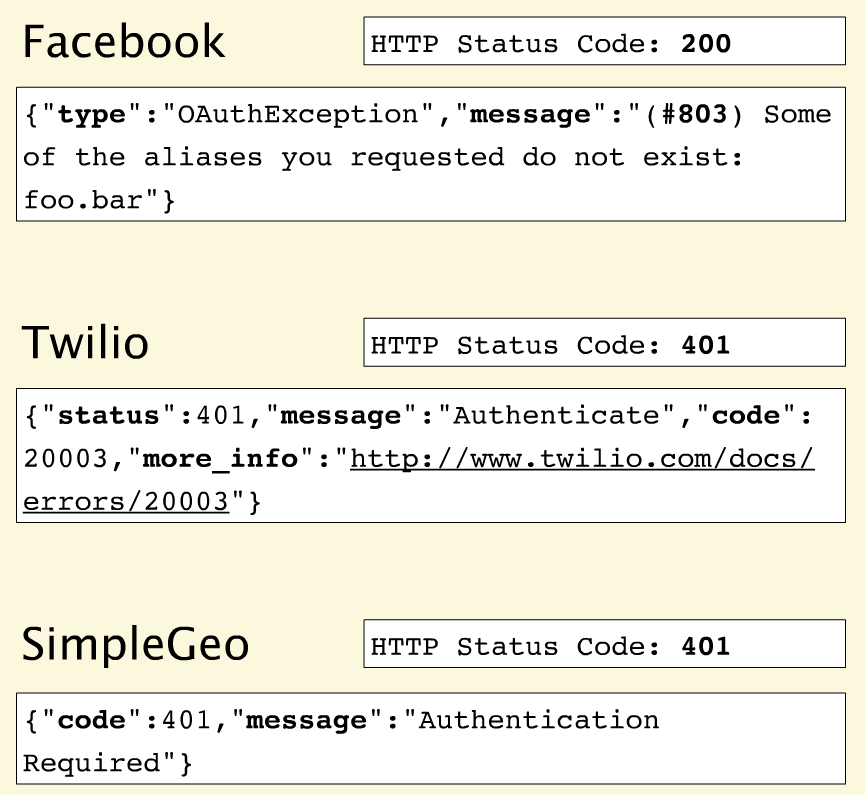 Facebook
HTTP Status Code: 200
{"type":"OAuthException","message":"(#803) Some
of the aliases you requested do not exist:
foo.bar"}
Twilio
HTTP Status Code: 401
{"status":401,"message":"Authenticate","code":
20003,"more_info":"http://www.twilio.com/docs/
errors/20003"}
SimpleGeo
HTTP Status Code: 401
{"code":401,"message":"Authentication
Required"}